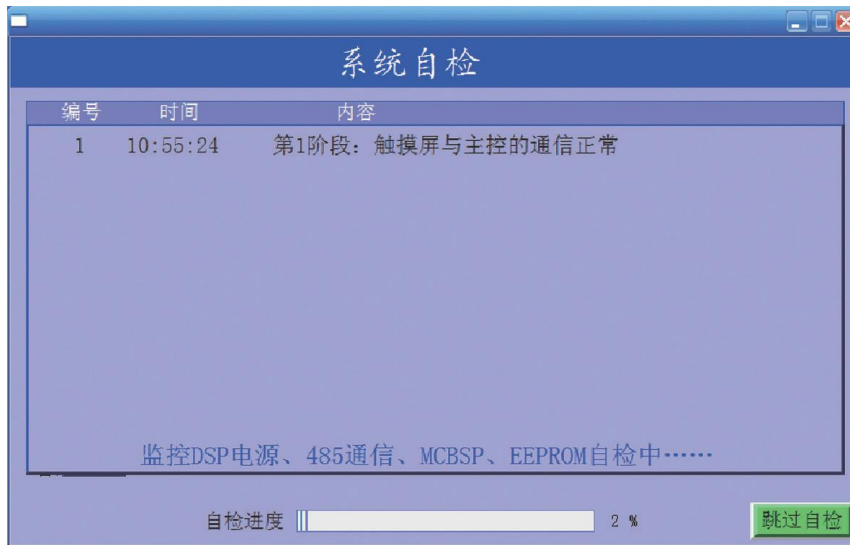 系统自检
编号 时间 内容
1 10:55:24 第1阶段：触摸屏与主控的通信正常
监控DSP电源、485通信、MCBSP、EEPROM自检中……
自检进度 2 % 跳过自检